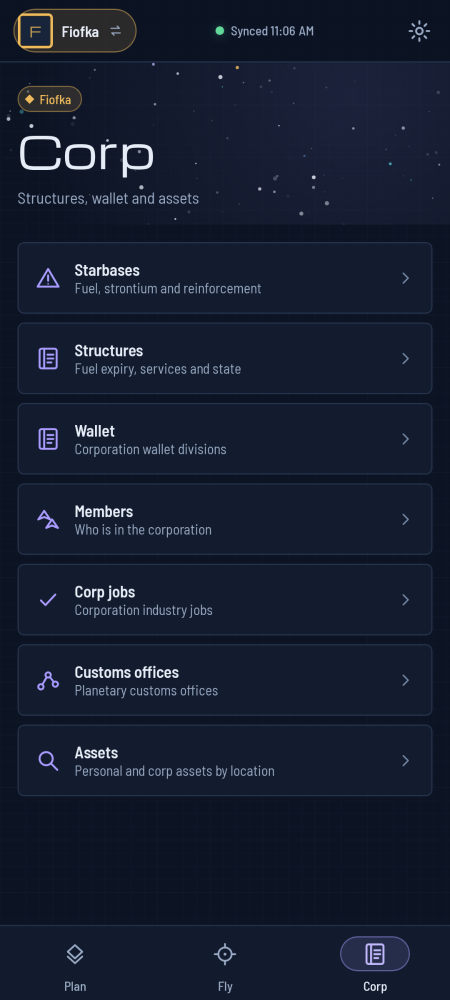 F Fiofka
Synced 11:06 AM
Fiofka
Corp
Structures, wallet and assets
Starbases
Fuel, strontium and reinforcement
Structures
Fuel expiry, services and state
Wallet
Corporation wallet divisions
Members
Who is in the corporation
Corp jobs
Corporation industry jobs
Customs offices
Planetary customs offices
Assets
Personal and corp assets by location
Plan
Fly
Corp